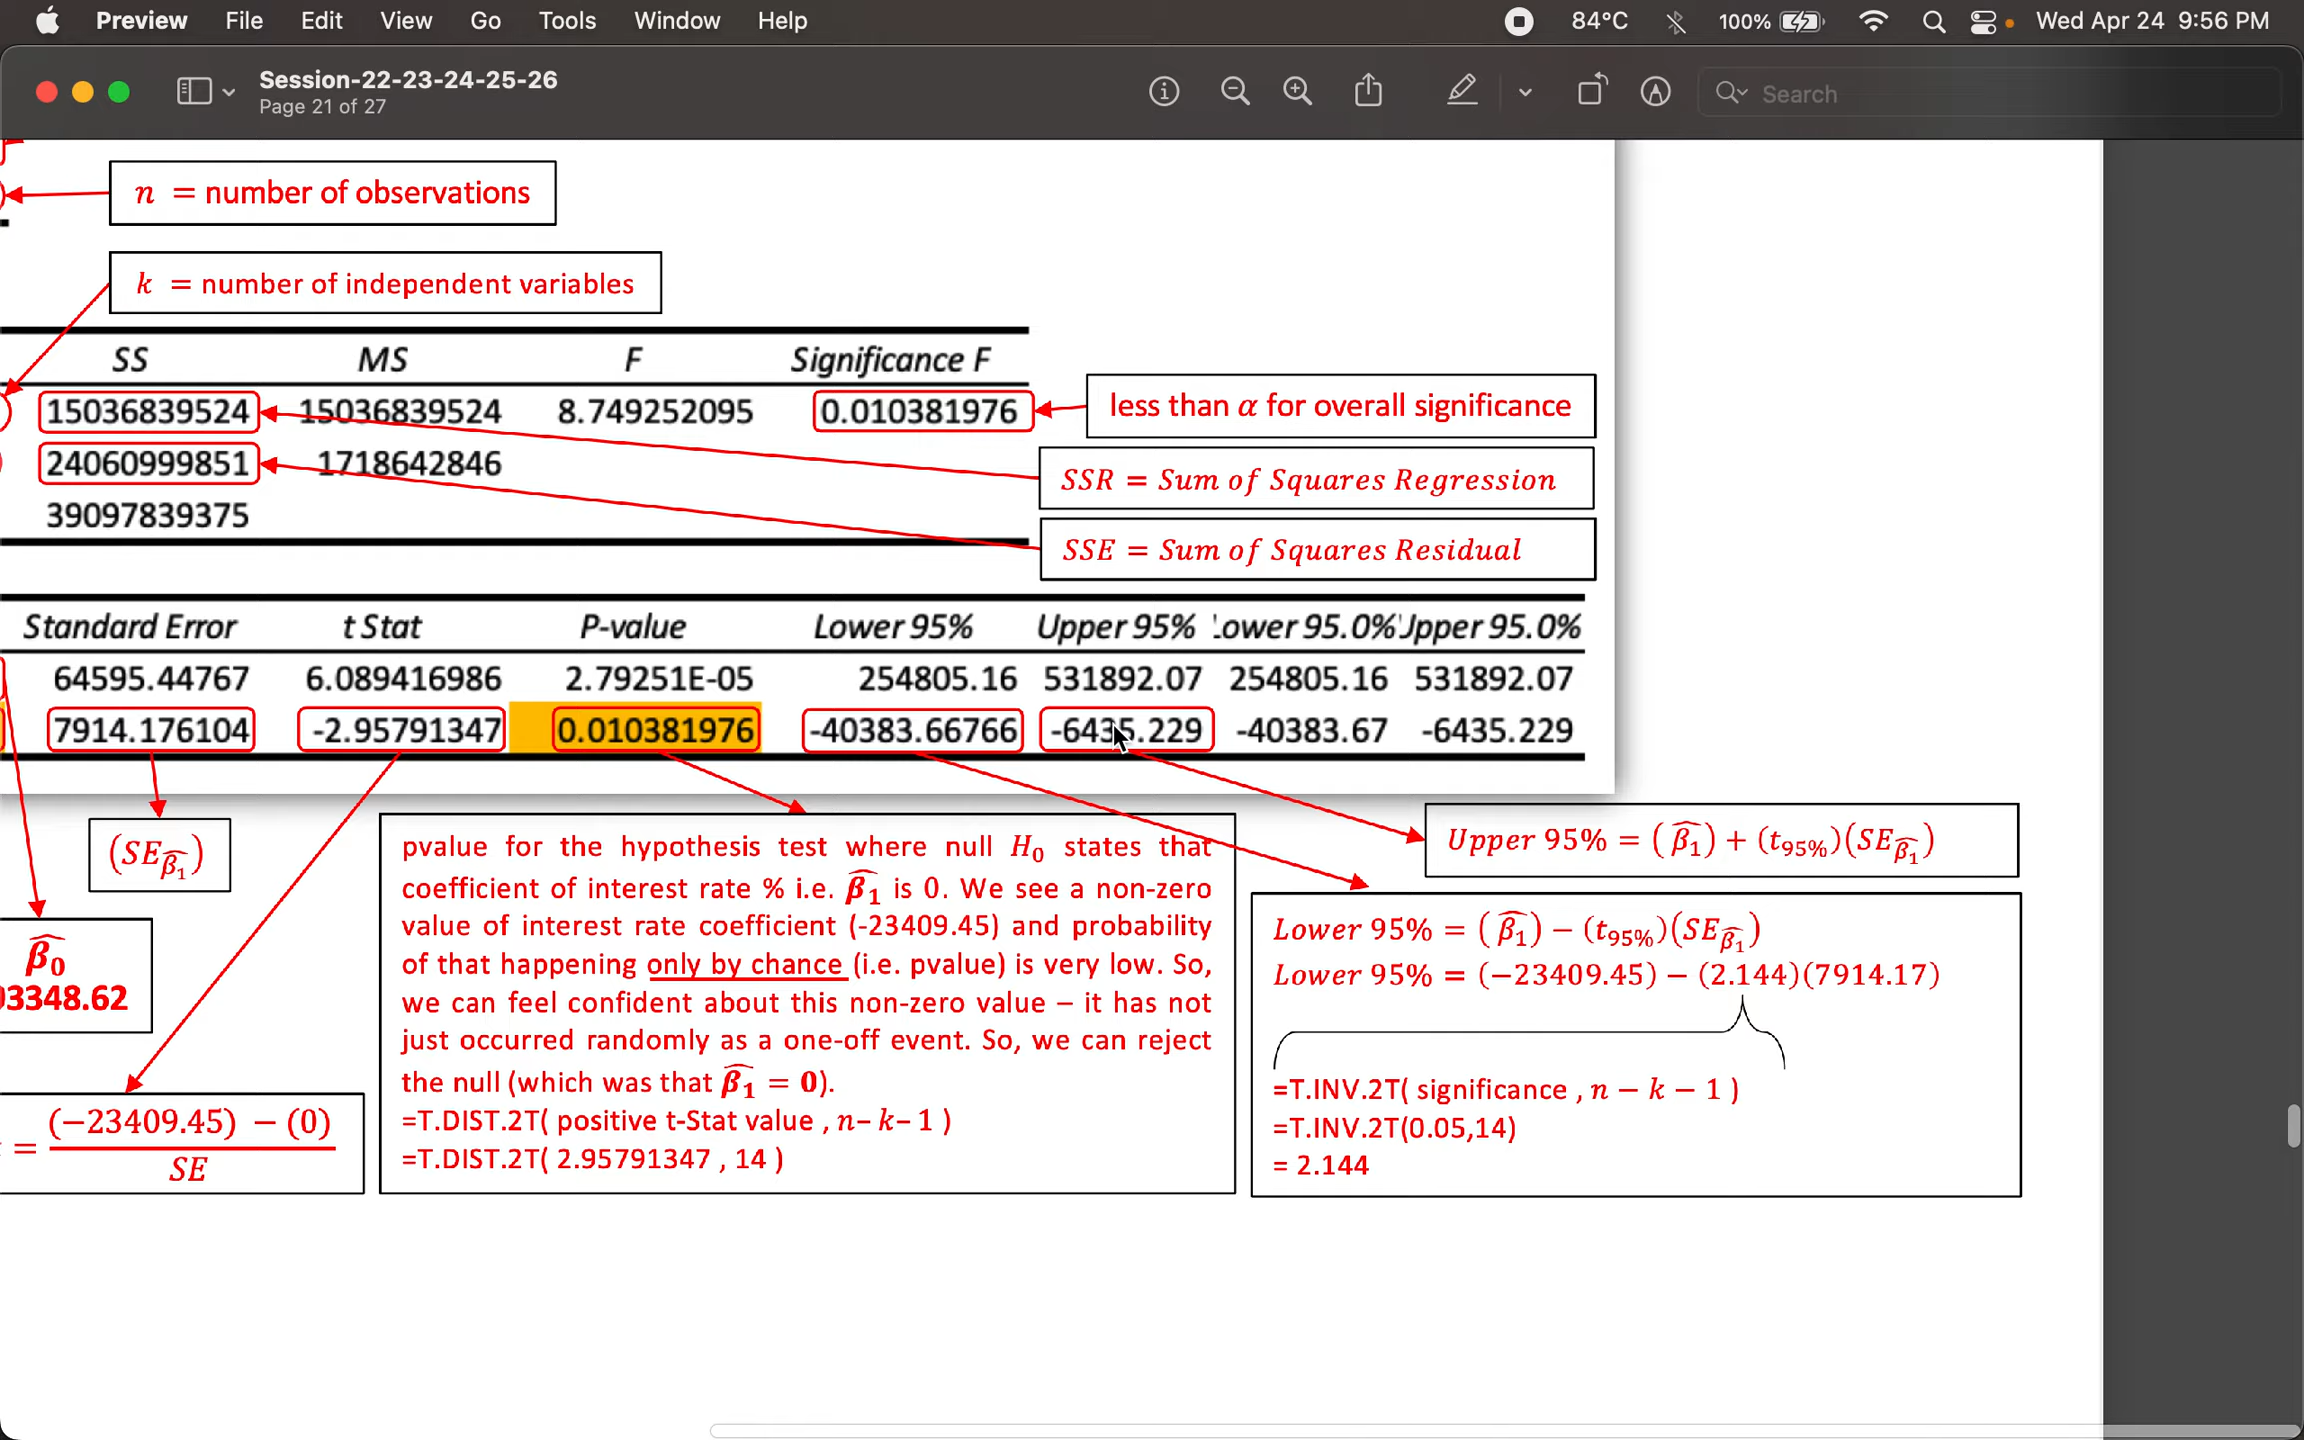 Preview File Edit View Go Tools Window Help 84°C 100% Wed Apr 24 9:56 PM
Session-22-23-24-25-26
Page 21 of 27
Search
n = number of observations
k = number of independent variables
SS MS F Significance F
15036839524 15036839524 8.749252095 0.010381976
less than α for overall significance
24060999851 1718642846
SSR = Sum of Squares Regression
39097839375
SSE = Sum of Squares Residual
Standard Error t Stat P-value Lower 95% Upper 95% Lower 95.0% Upper 95.0%
64595.44767 6.089416986 2.79251E-05 254805.16 531892.07 254805.16 531892.07
7914.176104 -2.95791347 0.010381976 -40383.66766 -6435.229 -40383.67 -6435.229
(SE_β̂₁)
β̂₀
03348.62
= (−23409.45) − (0)
SE
pvalue for the hypothesis test where null H₀ states that
coefficient of interest rate % i.e. β̂₁ is 0. We see a non-zero
value of interest rate coefficient (-23409.45) and probability
of that happening only by chance (i.e. pvalue) is very low. So,
we can feel confident about this non-zero value – it has not
just occurred randomly as a one-off event. So, we can reject
the null (which was that β̂₁ = 0).
=T.DIST.2T( positive t-Stat value , n− k− 1 )
=T.DIST.2T( 2.95791347 , 14 )
Upper 95% = (β̂₁) + (t₉₅%)(SE_β̂₁)
Lower 95% = (β̂₁) − (t₉₅%)(SE_β̂₁)
Lower 95% = (−23409.45) − (2.144)(7914.17)
=T.INV.2T( significance , n − k − 1 )
=T.INV.2T(0.05,14)
= 2.144